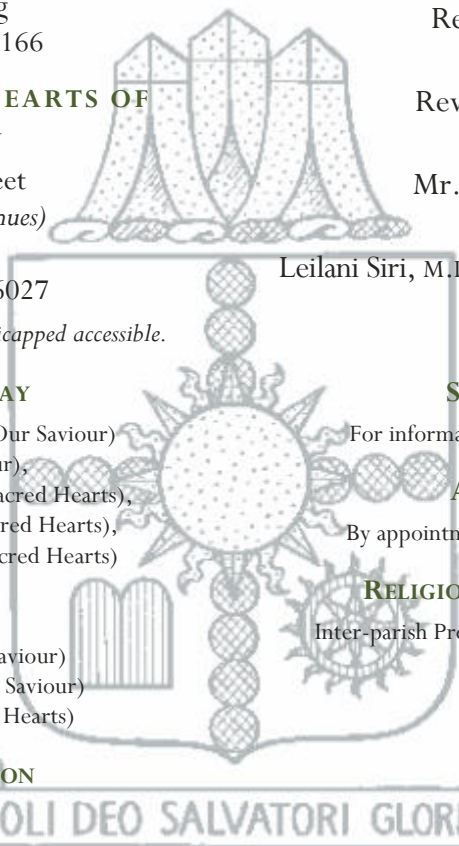 g
166
EARTS OF
eet
nues)
6027
icapped accessible.
AY
Our Saviour)
ur),
acred Hearts),
red Hearts),
cred Hearts)
aviour)
Saviour)
Hearts)
ON
Re
Rev
Mr.
Leilani Siri, M.
S
For informa
A
By appointm
RELIGIO
Inter-parish Pr
OLI DEO SALVATORI GLOR